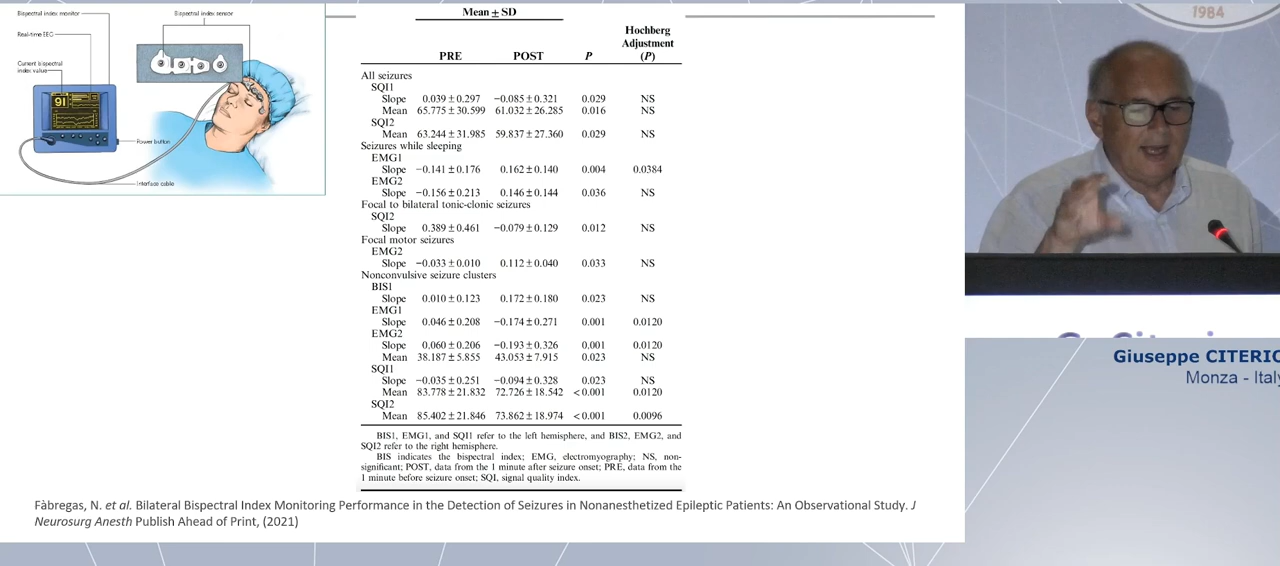 Bispectral index monitor
Bispectral index sensor
Real-time EEG
Current bispectral
index value
91
Power button
Interface cable
Mean ± SD
Hochberg
Adjustment
PRE POST P (P)
All seizures
SQI1
Slope 0.039 ± 0.297 −0.085 ± 0.321 0.029 NS
Mean 65.775 ± 30.599 61.032 ± 26.285 0.016 NS
SQI2
Mean 63.244 ± 31.985 59.837 ± 27.360 0.029 NS
Seizures while sleeping
EMG1
Slope −0.141 ± 0.176 0.162 ± 0.140 0.004 0.0384
EMG2
Slope −0.156 ± 0.213 0.146 ± 0.144 0.036 NS
Focal to bilateral tonic-clonic seizures
SQI2
Slope 0.389 ± 0.461 −0.079 ± 0.129 0.012 NS
Focal motor seizures
EMG2
Slope −0.033 ± 0.010 0.112 ± 0.040 0.033 NS
Nonconvulsive seizure clusters
BIS1
Slope 0.010 ± 0.123 0.172 ± 0.180 0.023 NS
EMG1
Slope 0.046 ± 0.208 −0.174 ± 0.271 0.001 0.0120
EMG2
Slope 0.060 ± 0.206 −0.193 ± 0.326 0.001 0.0120
Mean 38.187 ± 5.855 43.053 ± 7.915 0.023 NS
SQI1
Slope −0.035 ± 0.251 −0.094 ± 0.328 0.023 NS
Mean 83.778 ± 21.832 72.726 ± 18.542 < 0.001 0.0120
SQI2
Mean 85.402 ± 21.846 73.862 ± 18.974 < 0.001 0.0096
BIS1, EMG1, and SQI1 refer to the left hemisphere, and BIS2, EMG2, and
SQI2 refer to the right hemisphere.
BIS indicates the bispectral index; EMG, electromyography; NS, non-
significant; POST, data from the 1 minute after seizure onset; PRE, data from the
1 minute before seizure onset; SQI, signal quality index.
Fàbregas, N. et al. Bilateral Bispectral Index Monitoring Performance in the Detection of Seizures in Nonanesthetized Epileptic Patients: An Observational Study. J
Neurosurg Anesth Publish Ahead of Print, (2021)
1984
Giuseppe CITERIO
Monza - Italy